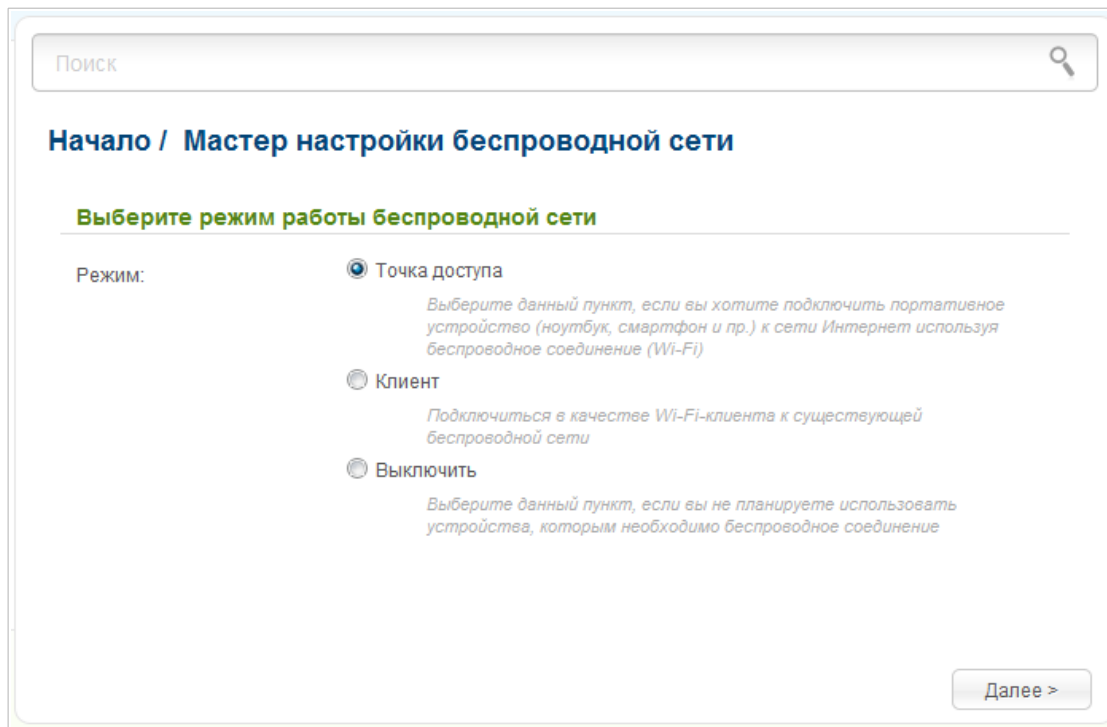 Поиск
Начало / Мастер настройки беспроводной сети
Выберите режим работы беспроводной сети
Режим:
Точка доступа
Выберите данный пункт, если вы хотите подключить портативное
устройство (ноутбук, смартфон и пр.) к сети Интернет используя
беспроводное соединение (Wi-Fi)
Клиент
Подключиться в качестве Wi-Fi-клиента к существующей
беспроводной сети
Выключить
Выберите данный пункт, если вы не планируете использовать
устройства, которым необходимо беспроводное соединение
Далее >